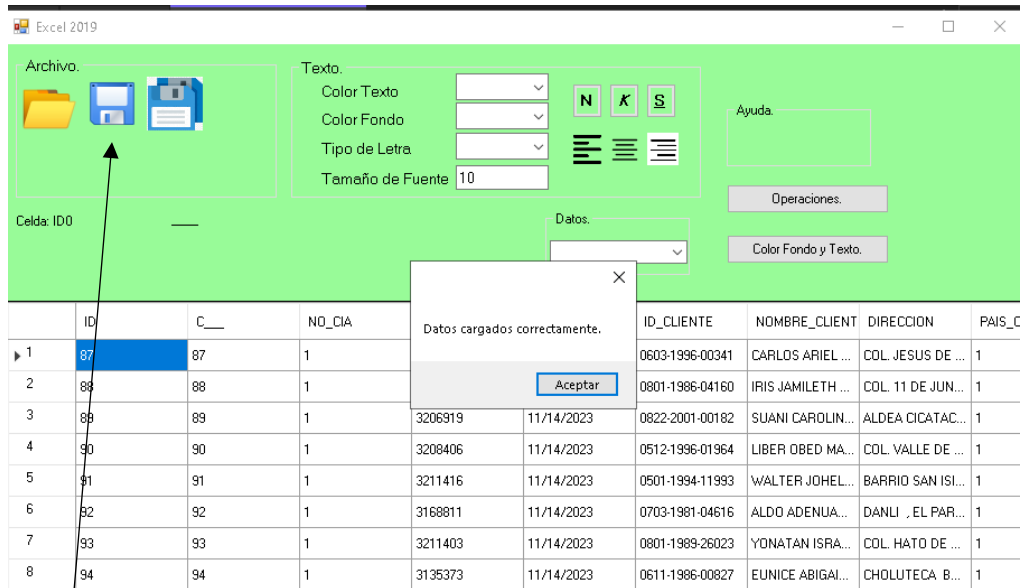 Excel 2019
Archivo.
Texto.
Color Texto
Color Fondo
Tipo de Letra
Tamaño de Fuente 10
N K S
Ayuda.
Operaciones.
Color Fondo y Texto.
Celda: ID0
Datos.
Datos cargados correctamente.
Aceptar
ID C___ NO_CIA ID_CLIENTE NOMBRE_CLIENT DIRECCION PAIS_C
1 87 87 1 0603-1996-00341 CARLOS ARIEL ... COL. JESUS DE ... 1
2 88 88 1 0801-1986-04160 IRIS JAMILETH ... COL. 11 DE JUN... 1
3 89 89 1 3206919 11/14/2023 0822-2001-00182 SUANI CAROLIN... ALDEA CICATAC... 1
4 90 90 1 3208406 11/14/2023 0512-1996-01964 LIBER OBED MA... COL. VALLE DE ... 1
5 91 91 1 3211416 11/14/2023 0501-1994-11993 WALTER JOHEL... BARRIO SAN ISI... 1
6 92 92 1 3168811 11/14/2023 0703-1981-04616 ALDO ADENUA... DANLI , EL PAR... 1
7 93 93 1 3211403 11/14/2023 0801-1989-26023 YONATAN ISRA... COL. HATO DE ... 1
8 94 94 1 3135373 11/14/2023 0611-1986-00827 EUNICE ABIGAI... CHOLUTECA B... 1